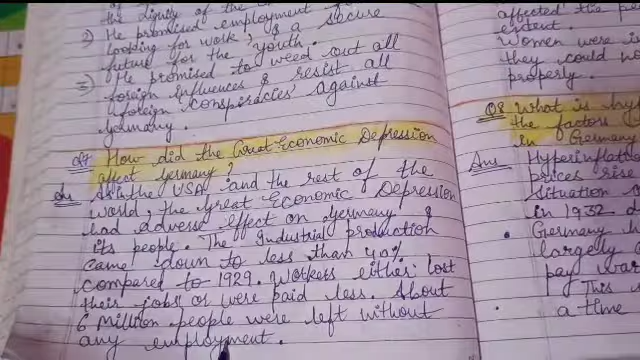 the dignity of the
2) He promised employment
looking for work, & a secure
future for the youth.
3) He promised to weed out all
foreign influences & resist all
foreign conspiracies against
Germany.
Q7 How did the Great Economic Depression
affect Germany?
Ans As in the USA and the rest of the
world, the Great Economic Depression
had adverse effect on Germany &
its people. The Industrial production
came down to less than 40%
compared to 1929. Workers either lost
their jobs or were paid less. About
6 Million people were left without
any employment.
affected the
extent.
Women were
they could no
properly.
Q8 What is
the factors
in Germany
Ans
prices rise
situation
in 1932
• Germany
largely
pay war
This
• a time